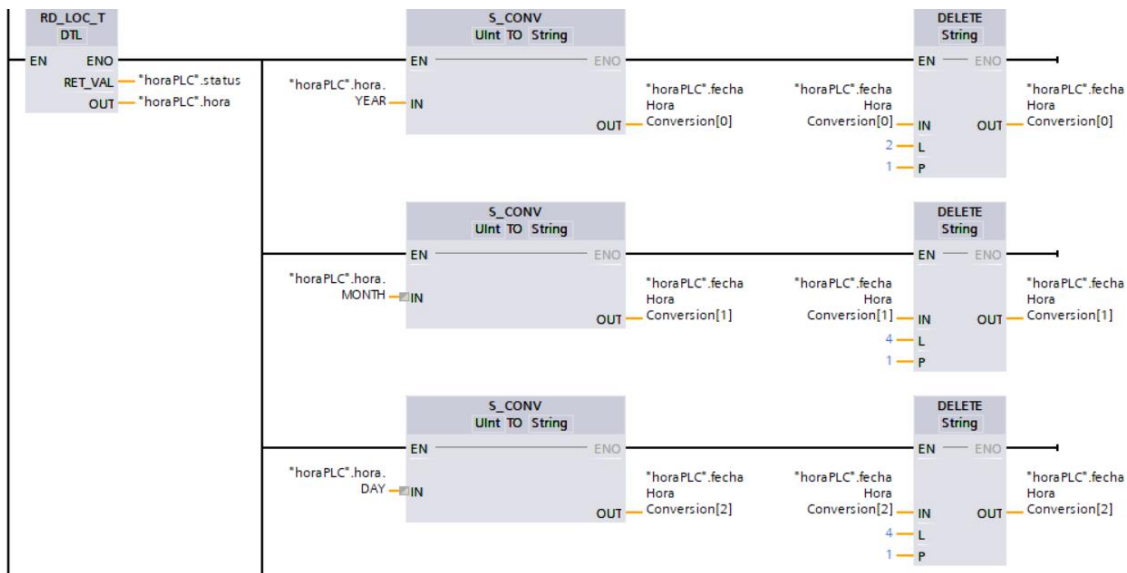 RD_LOC_T
DTL
EN ENO
RET_VAL "horaPLC".status
OUT "horaPLC".hora
S_CONV
UInt TO String
EN ENO
"horaPLC".hora.
YEAR IN
"horaPLC".fecha
Hora
OUT Conversion[0]
DELETE
String
EN ENO
"horaPLC".fecha
Hora
Conversion[0] IN
2 L
1 P
"horaPLC".fecha
Hora
OUT Conversion[0]
S_CONV
UInt TO String
EN ENO
"horaPLC".hora.
MONTH IN
"horaPLC".fecha
Hora
OUT Conversion[1]
DELETE
String
EN ENO
"horaPLC".fecha
Hora
Conversion[1] IN
4 L
1 P
"horaPLC".fecha
Hora
OUT Conversion[1]
S_CONV
UInt TO String
EN ENO
"horaPLC".hora.
DAY IN
"horaPLC".fecha
Hora
OUT Conversion[2]
DELETE
String
EN ENO
"horaPLC".fecha
Hora
Conversion[2] IN
4 L
1 P
"horaPLC".fecha
Hora
OUT Conversion[2]